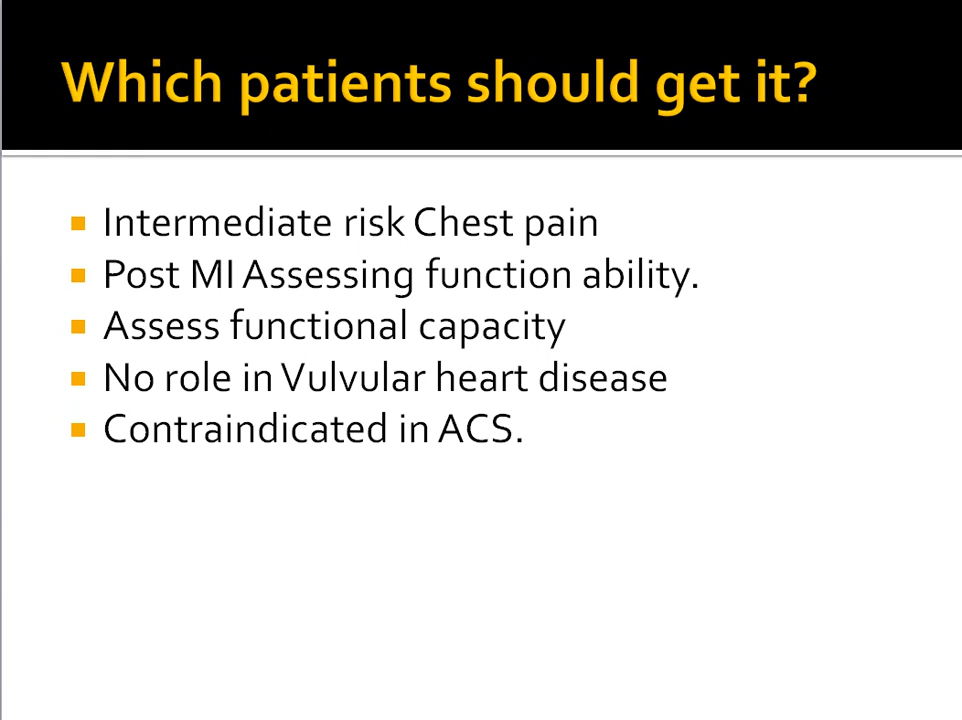 Which patients should get it?
Intermediate risk Chest pain
Post MI Assessing function ability.
Assess functional capacity
No role in Vulvular heart disease
Contraindicated in ACS.